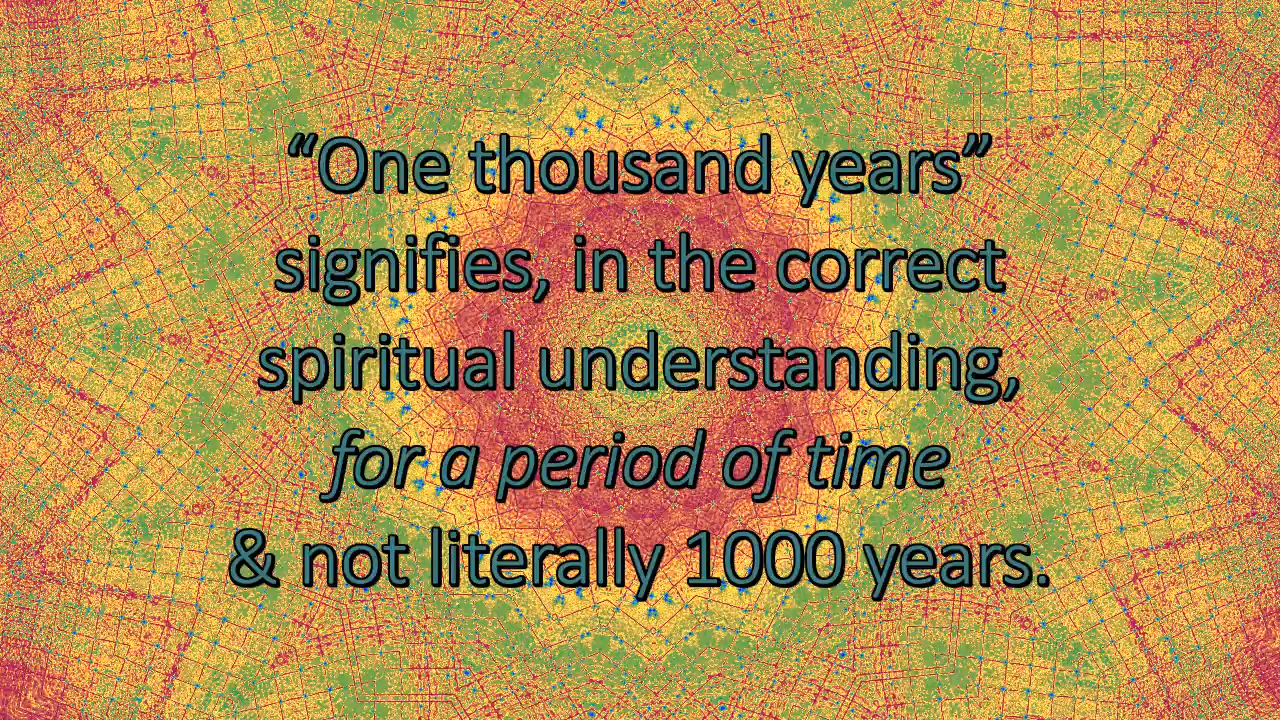 “One thousand years”
signifies, in the correct
spiritual understanding,
for a period of time
& not literally 1000 years.